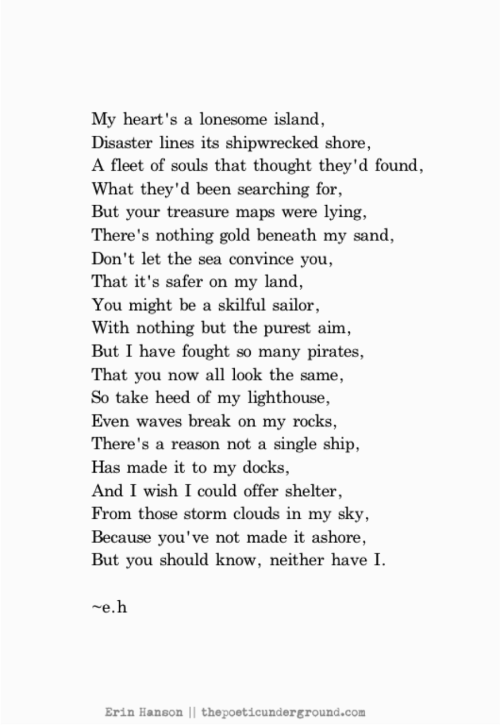 My heart's a lonesome island,
Disaster lines its shipwrecked shore,
A fleet of souls that thought they'd found,
What they'd been searching for,
But your treasure maps were lying,
There's nothing gold beneath my sand,
Don't let the sea convince you,
That it's safer on my land,
You might be a skilful sailor,
With nothing but the purest aim,
But I have fought so many pirates,
That you now all look the same,
So take heed of my lighthouse,
Even waves break on my rocks,
There's a reason not a single ship,
Has made it to my docks,
And I wish I could offer shelter,
From those storm clouds in my sky,
Because you've not made it ashore,
But you should know, neither have I.
~e.h
Erin Hanson || thepoeticunderground.com